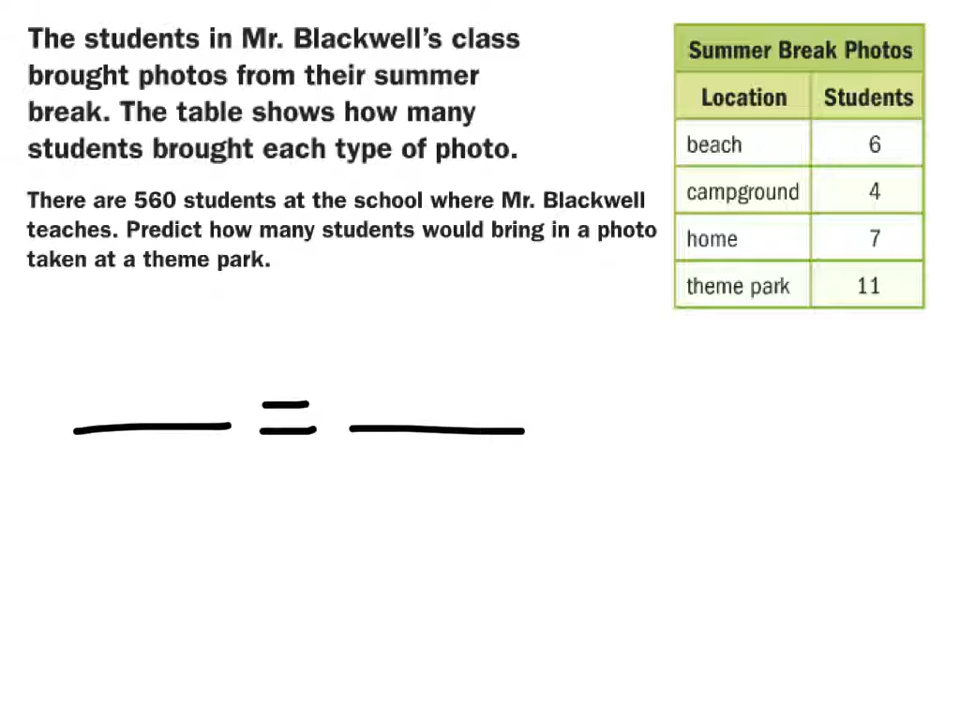 The students in Mr. Blackwell's class
brought photos from their summer
break. The table shows how many
students brought each type of photo.
There are 560 students at the school where Mr. Blackwell
teaches. Predict how many students would bring in a photo
taken at a theme park.
Summer Break Photos
Location Students
beach 6
campground 4
home 7
theme park 11
=